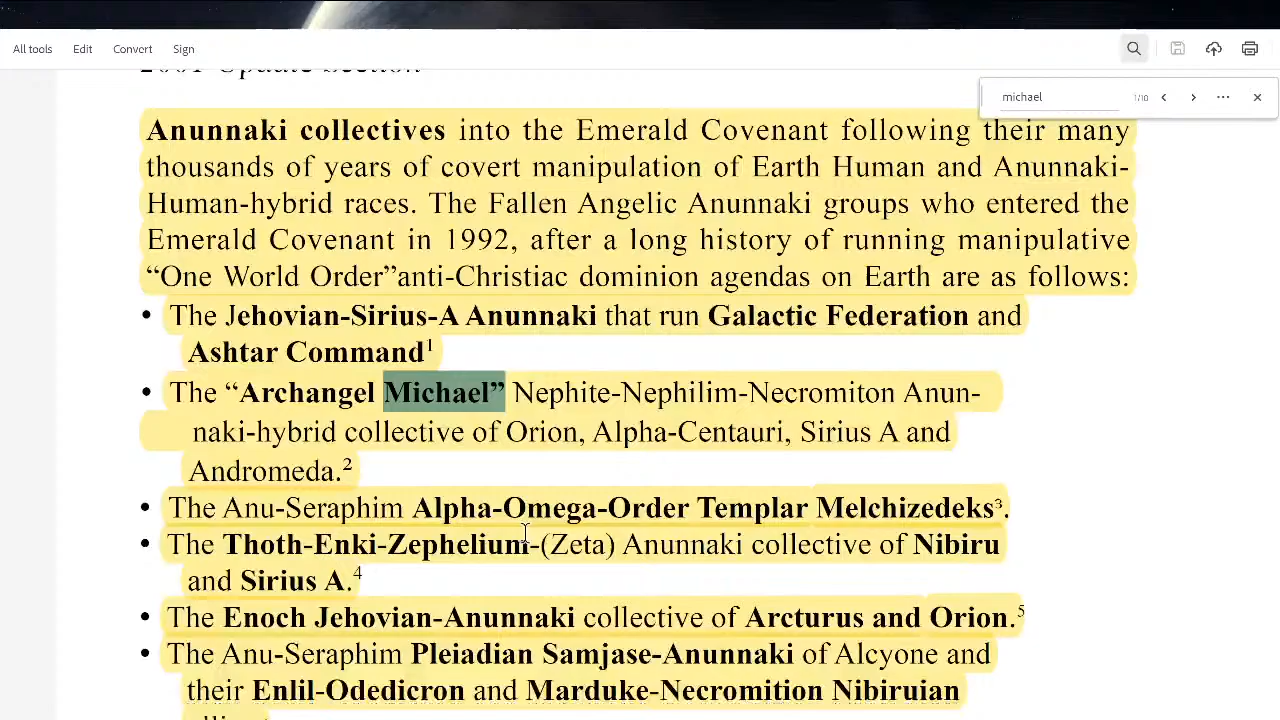 All tools Edit Convert Sign
2001 Update Section
michael 1/10
Anunnaki collectives into the Emerald Covenant following their many
thousands of years of covert manipulation of Earth Human and Anunnaki-
Human-hybrid races. The Fallen Angelic Anunnaki groups who entered the
Emerald Covenant in 1992, after a long history of running manipulative
“One World Order”anti-Christiac dominion agendas on Earth are as follows:
• The Jehovian-Sirius-A Anunnaki that run Galactic Federation and
Ashtar Command¹
• The “Archangel Michael” Nephite-Nephilim-Necromiton Anun-
naki-hybrid collective of Orion, Alpha-Centauri, Sirius A and
Andromeda.²
• The Anu-Seraphim Alpha-Omega-Order Templar Melchizedeks³.
• The Thoth-Enki-Zephelium-(Zeta) Anunnaki collective of Nibiru
and Sirius A.⁴
• The Enoch Jehovian-Anunnaki collective of Arcturus and Orion.⁵
• The Anu-Seraphim Pleiadian Samjase-Anunnaki of Alcyone and
their Enlil-Odedicron and Marduke-Necromition Nibiruian